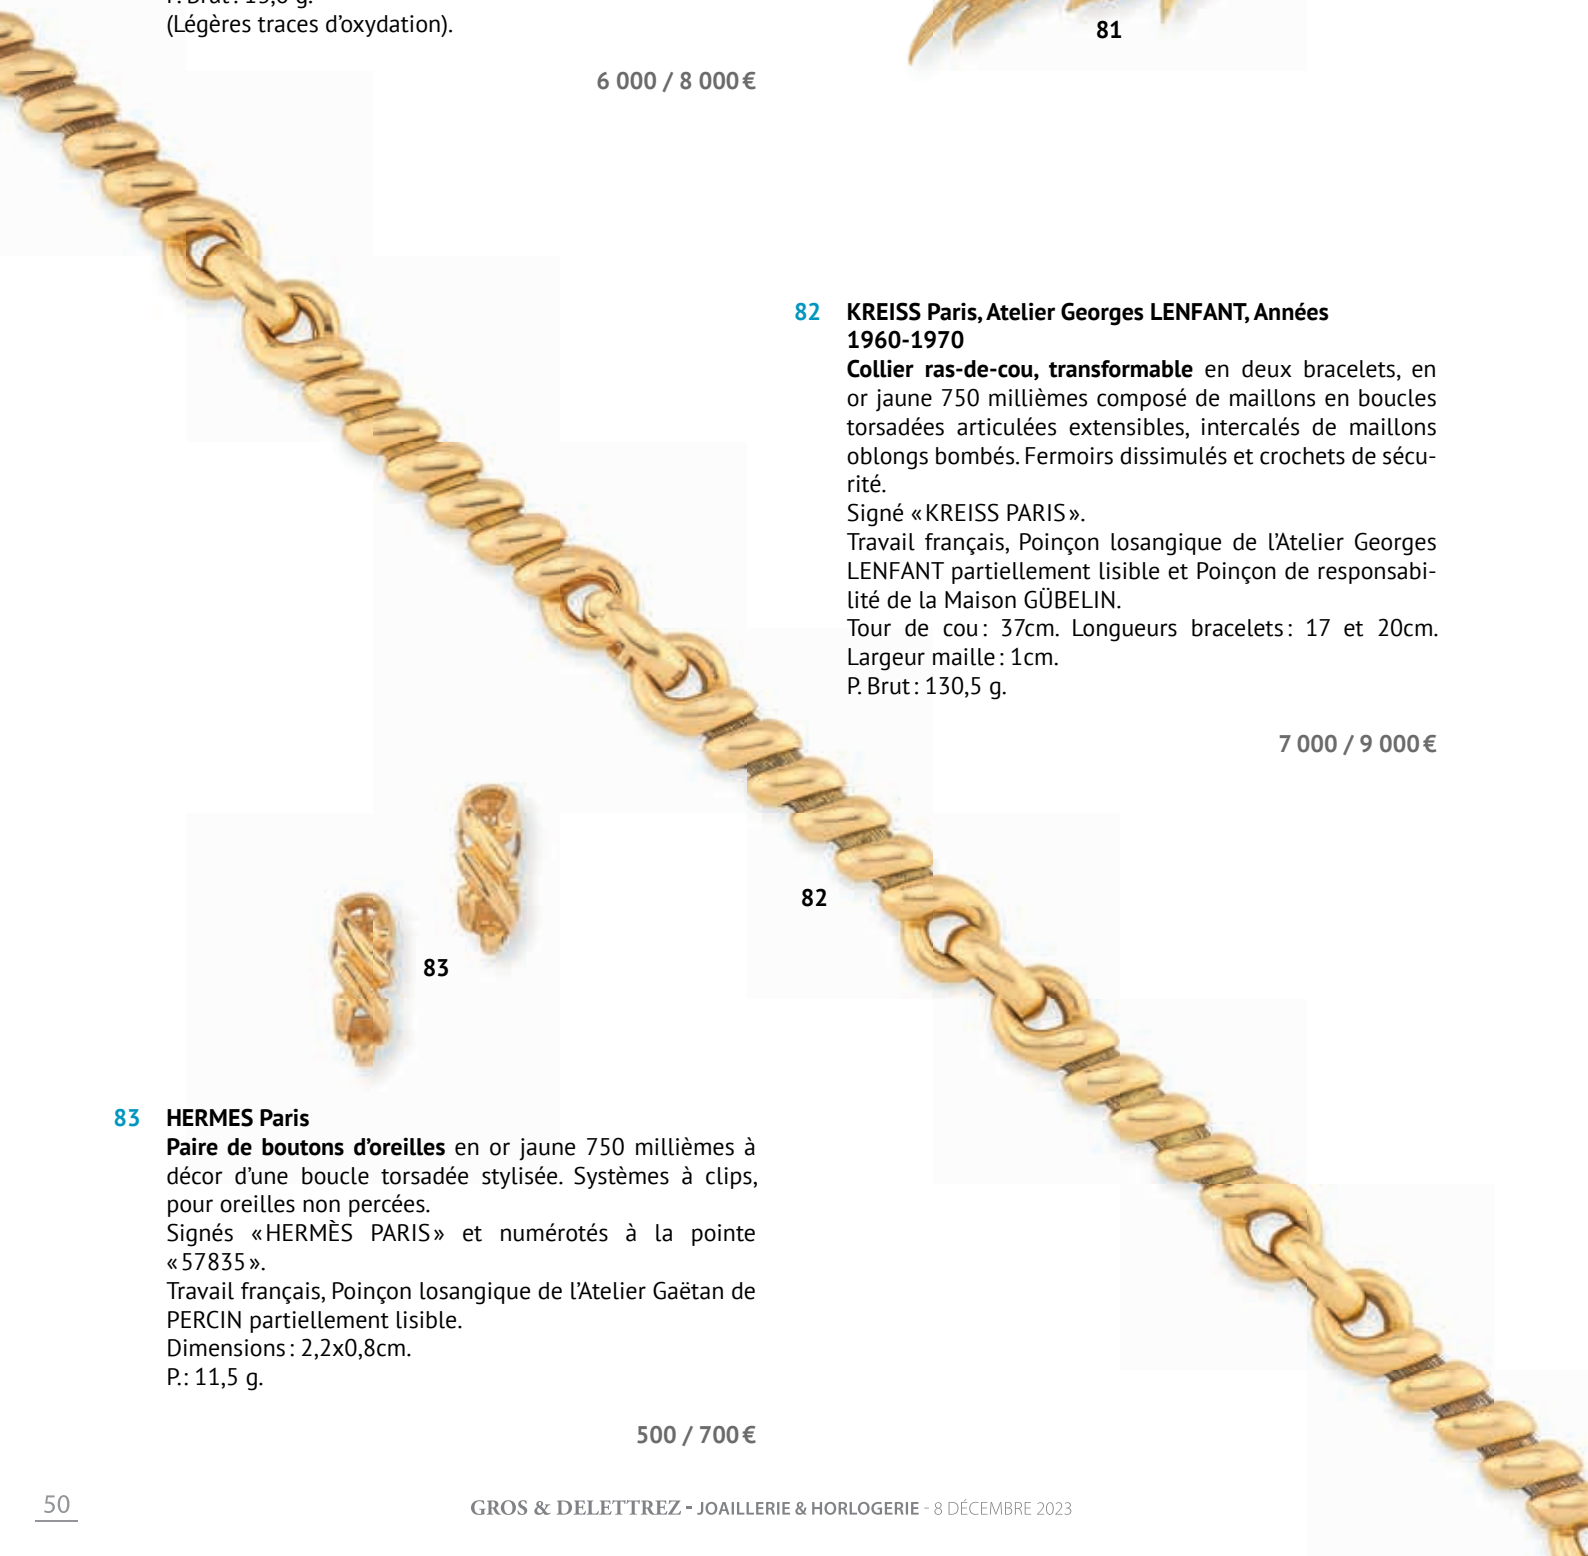 P. Brut : 15,6 g.
(Légères traces d’oxydation).
6 000 / 8 000 €
81
82 KREISS Paris, Atelier Georges LENFANT, Années
1960-1970
Collier ras-de-cou, transformable en deux bracelets, en
or jaune 750 millièmes composé de maillons en boucles
torsadées articulées extensibles, intercalés de maillons
oblongs bombés. Fermoirs dissimulés et crochets de sécu-
rité.
Signé « KREISS PARIS ».
Travail français, Poinçon losangique de l’Atelier Georges
LENFANT partiellement lisible et Poinçon de responsabi-
lité de la Maison GÜBELIN.
Tour de cou : 37cm. Longueurs bracelets : 17 et 20cm.
Largeur maille : 1cm.
P. Brut : 130,5 g.
7 000 / 9 000 €
82
83
83 HERMES Paris
Paire de boutons d’oreilles en or jaune 750 millièmes à
décor d’une boucle torsadée stylisée. Systèmes à clips,
pour oreilles non percées.
Signés « HERMÈS PARIS » et numérotés à la pointe
« 57835 ».
Travail français, Poinçon losangique de l’Atelier Gaëtan de
PERCIN partiellement lisible.
Dimensions : 2,2x0,8cm.
P. : 11,5 g.
500 / 700 €
50
GROS & DELETTREZ - JOAILLERIE & HORLOGERIE - 8 DÉCEMBRE 2023